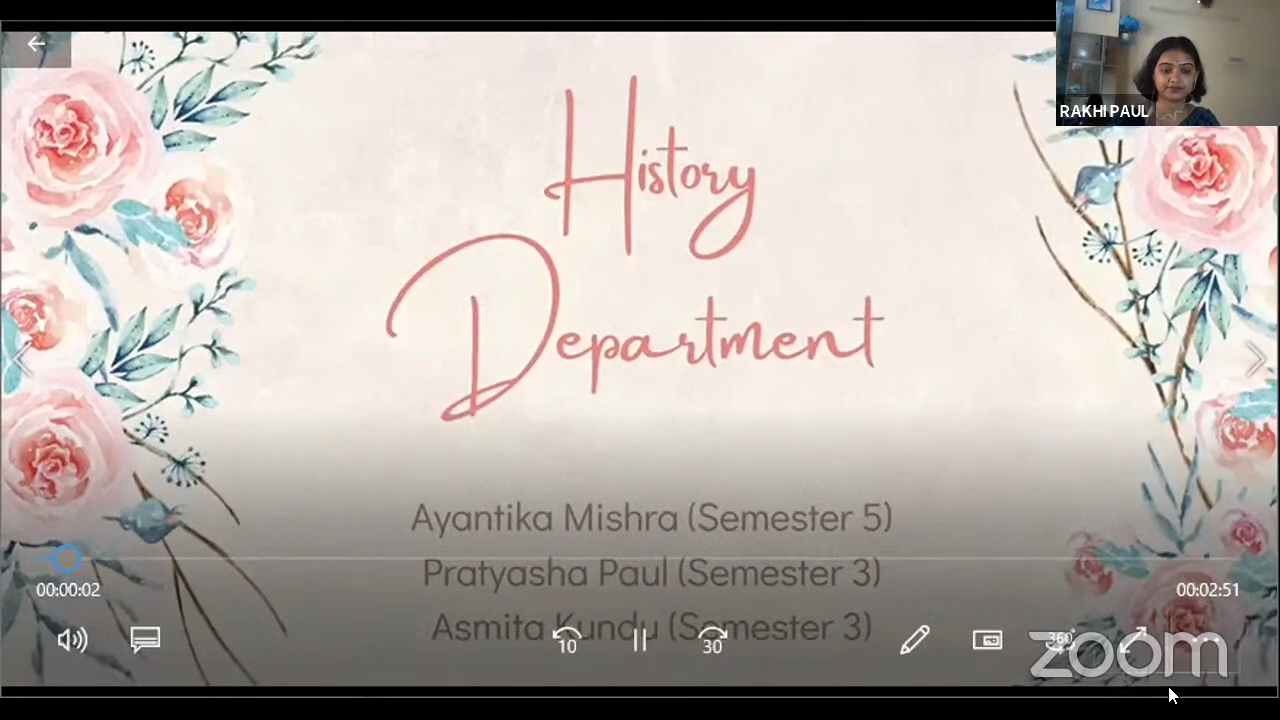 RAKHI PAUL
History
Department
Ayantika Mishra (Semester 5)
Pratyasha Paul (Semester 3)
Asmita Kundu (Semester 3)
00:00:02
00:02:51
10
30
360°
zoom